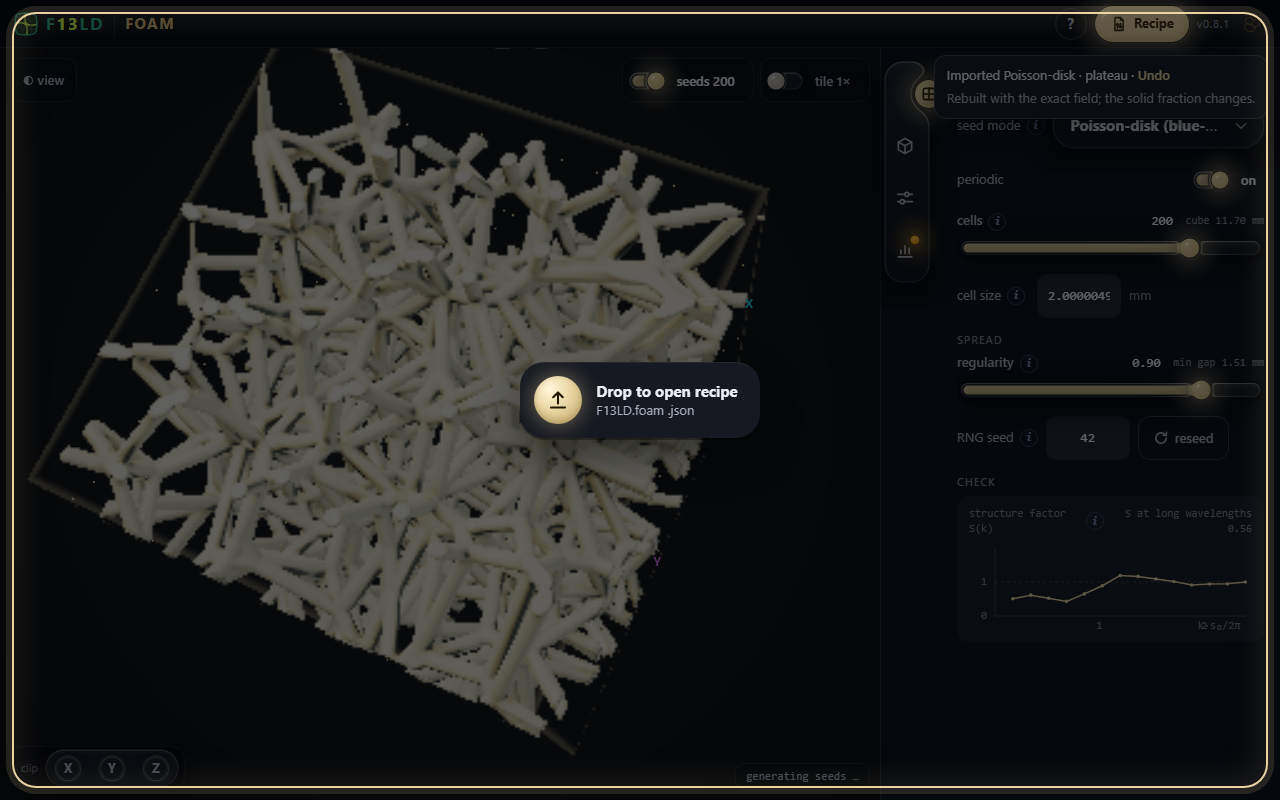 F13LD FOAM
? Recipe v0.8.1
view
seeds 200
tile 1×
Imported Poisson-disk · plateau · Undo
Rebuilt with the exact field; the solid fraction changes.
seed mode i Poisson-disk (blue-...
periodic on
cells i 200 cube 11.70 mm
cell size i 2.0000049 mm
SPREAD
regularity i 0.90 min gap 1.51 mm
RNG seed i 42 reseed
CHECK
structure factor S at long wavelengths
S(k) i 0.56
1
0
1
X
Y
Drop to open recipe
F13LD.foam .json
clip X Y Z
generating seeds …